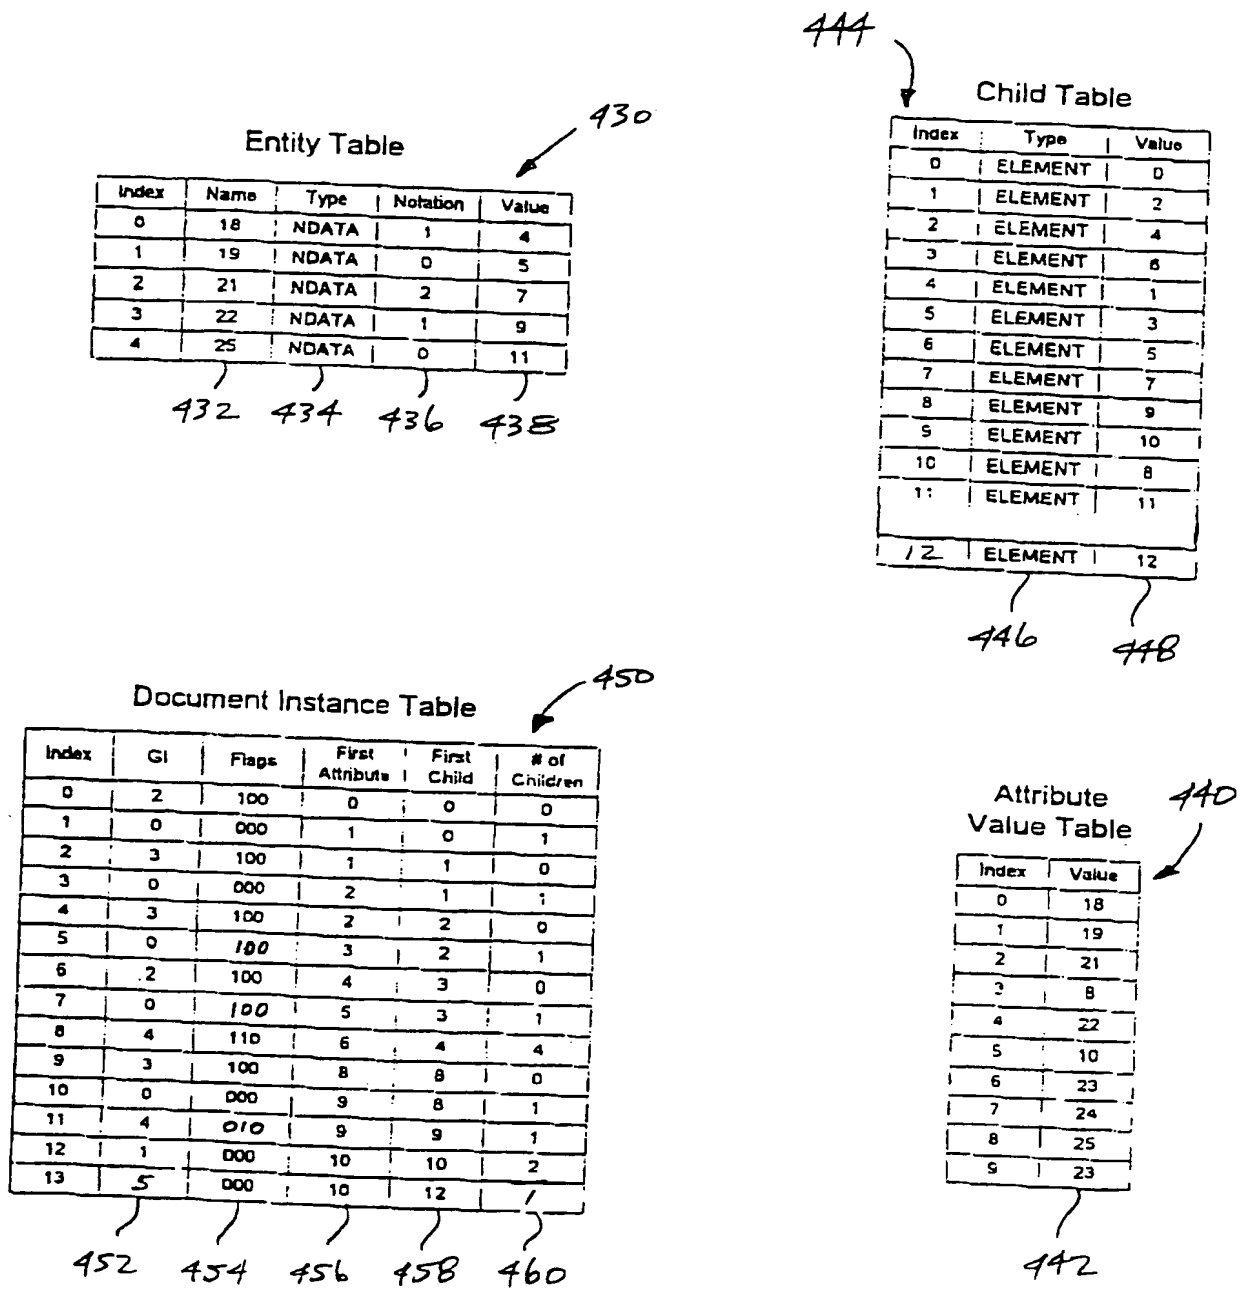 444
Child Table
Index Type Value
0 ELEMENT 0
1 ELEMENT 2
2 ELEMENT 4
3 ELEMENT 6
4 ELEMENT 1
5 ELEMENT 3
6 ELEMENT 5
7 ELEMENT 7
8 ELEMENT 9
9 ELEMENT 10
10 ELEMENT 8
11 ELEMENT 11
12 ELEMENT 12
446 448
430
Entity Table
Index Name Type Notation Value
0 18 NDATA 1 4
1 19 NDATA 0 5
2 21 NDATA 2 7
3 22 NDATA 1 9
4 25 NDATA 0 11
432 434 436 438
450
Document Instance Table
Index GI Flags First Attribute First Child # of Children
0 2 100 0 0 0
1 0 000 1 0 1
2 3 100 1 1 0
3 0 000 2 1 1
4 3 100 2 2 0
5 0 100 3 2 1
6 2 100 4 3 0
7 0 100 5 3 1
8 4 110 6 4 4
9 3 100 8 8 0
10 0 000 9 8 1
11 4 010 9 9 1
12 1 000 10 10 2
13 5 000 10 12 1
452 454 456 458 460
Attribute
Value Table
440
Index Value
0 18
1 19
2 21
3 8
4 22
5 10
6 23
7 24
8 25
9 23
442